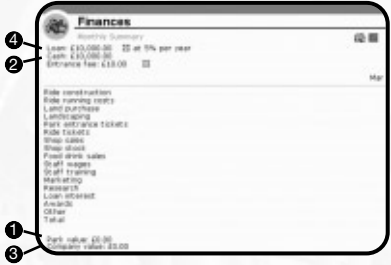 Finances
Monthly Summary
4 Loan: £10,000.00 at 5% per year
2 Cash: £10,000.00
Entrance fee: £10.00
Mar
Ride construction
Ride running costs
Land purchase
Landscaping
Park entrance tickets
Ride tickets
Shop sales
Shop stock
Food drink sales
Staff wages
Staff training
Marketing
Research
Loan interest
Awards
Other
Total
1 Park value: £0.00
3 Company value: £0.00